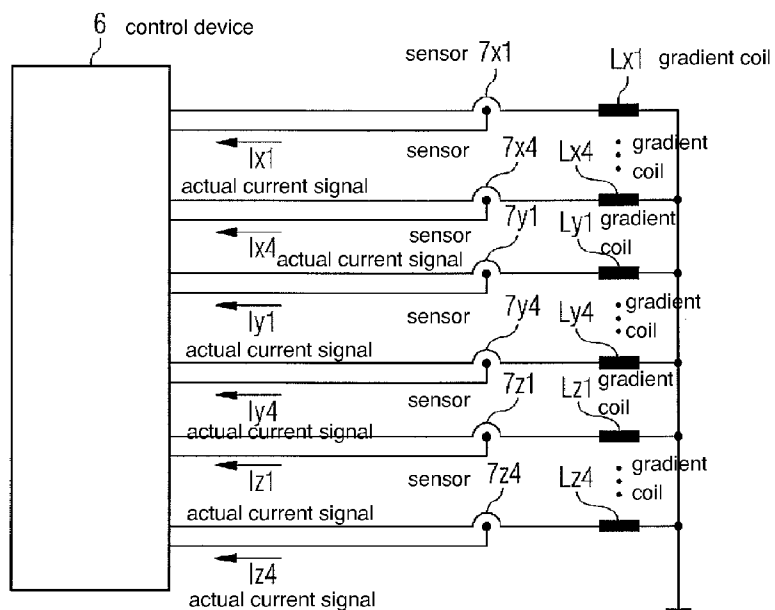 6 control device
sensor 7x1
Lx1 gradient coil
Ix1
sensor 7x4
Lx4 gradient
coil
actual current signal
Ix4
sensor 7y1
Ly1 gradient
coil
actual current signal
Iy1
sensor 7y4
Ly4 gradient
coil
actual current signal
Iy4
sensor 7z1
Lz1 gradient
coil
actual current signal
Iz1
sensor 7z4
Lz4 gradient
coil
actual current signal
Iz4
actual current signal